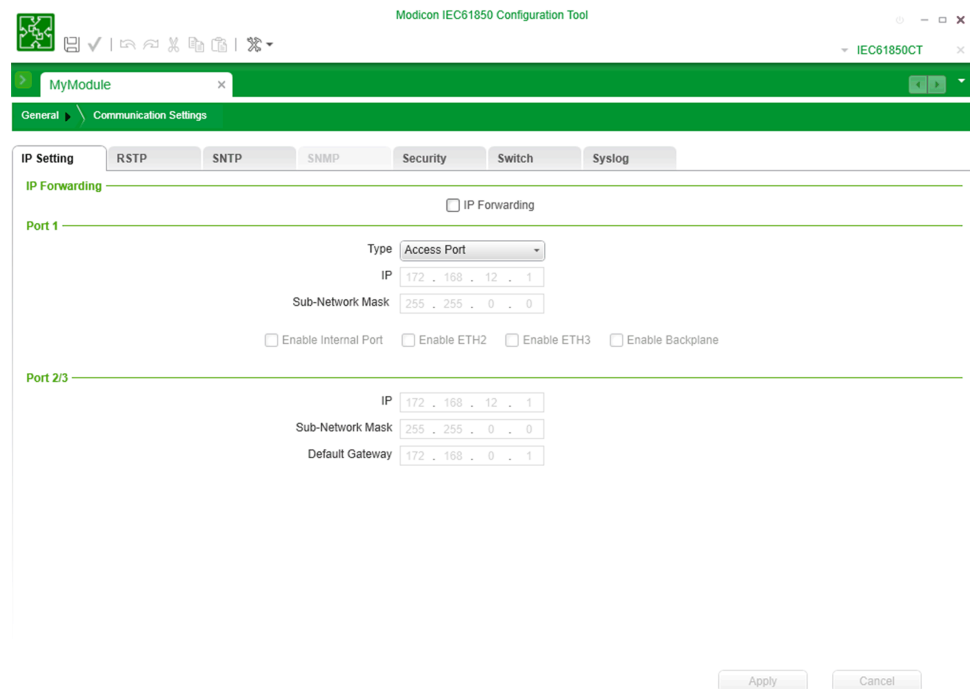 Modicon IEC61850 Configuration Tool
IEC61850CT
MyModule
General Communication Settings
IP Setting RSTP SNTP SNMP Security Switch Syslog
IP Forwarding
IP Forwarding
Port 1
Type Access Port
IP 172 . 168 . 12 . 1
Sub-Network Mask 255 . 255 . 0 . 0
Enable Internal Port Enable ETH2 Enable ETH3 Enable Backplane
Port 2/3
IP 172 . 168 . 12 . 1
Sub-Network Mask 255 . 255 . 0 . 0
Default Gateway 172 . 168 . 0 . 1
Apply Cancel